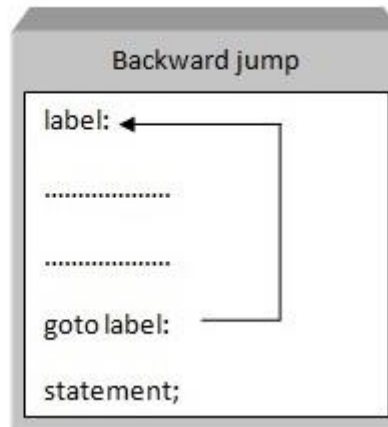 Backward jump
label:
...................
...................
goto label:
statement;